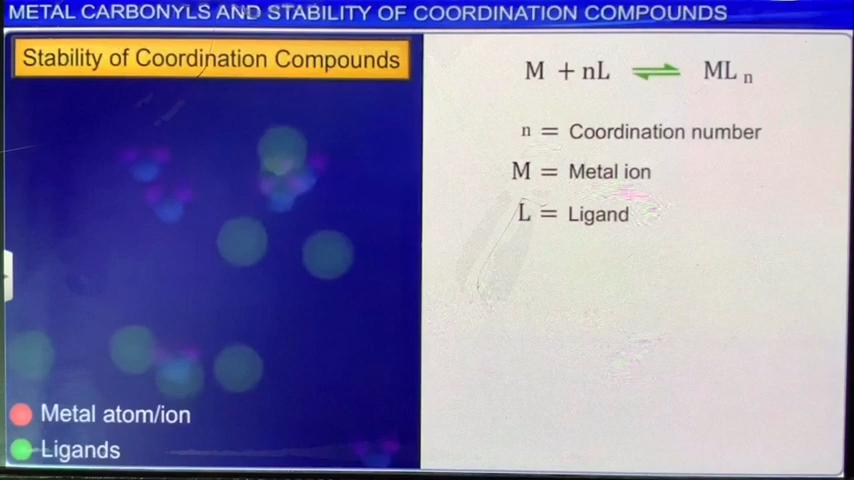 METAL CARBONYLS AND STABILITY OF COORDINATION COMPOUNDS
Stability of Coordination Compounds
M + nL ⇌ MLn
n = Coordination number
M = Metal ion
L = Ligand
Metal atom/ion
Ligands